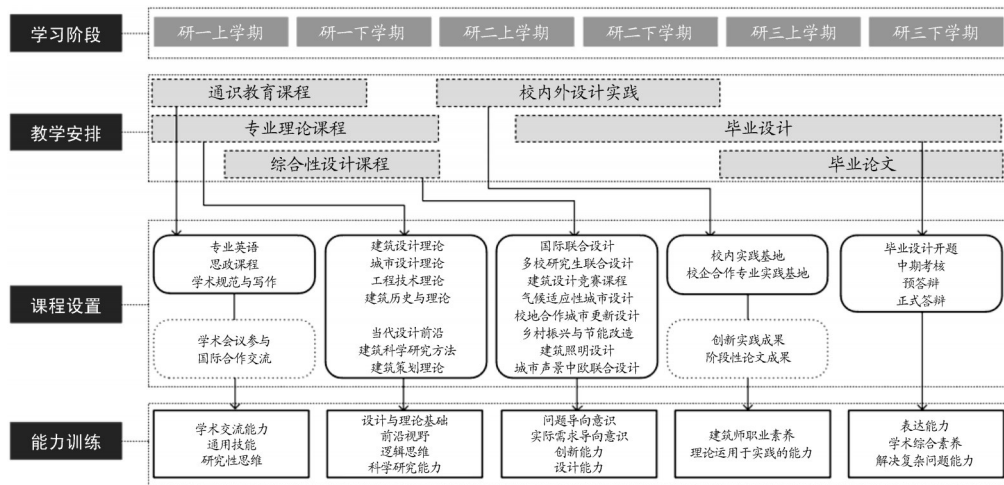 学习阶段
研一上学期
研一下学期
研二上学期
研二下学期
研三上学期
研三下学期
教学安排
通识教育课程
校内外设计实践
专业理论课程
毕业设计
综合性设计课程
毕业论文
课程设置
专业英语
思政课程
学术规范与写作
学术会议参与
国际合作交流
建筑设计理论
城市设计理论
工程技术理论
建筑历史与理论
当代设计前沿
建筑科学研究方法
建筑策划理论
国际联合设计
多校研究生联合设计
建筑设计竞赛课程
气候适应性城市设计
校地合作城市更新设计
乡村振兴与节能改造
建筑照明设计
城市声景中欧联合设计
校内实践基地
校企合作专业实践基地
创新实践成果
阶段性论文成果
毕业设计开题
中期考核
预答辩
正式答辩
能力训练
学术交流能力
通用技能
研究性思维
设计与理论基础
前沿视野
逻辑思维
科学研究能力
问题导向意识
实际需求导向意识
创新能力
设计能力
建筑师职业素养
理论运用于实践的能力
表达能力
学术综合素养
解决复杂问题能力